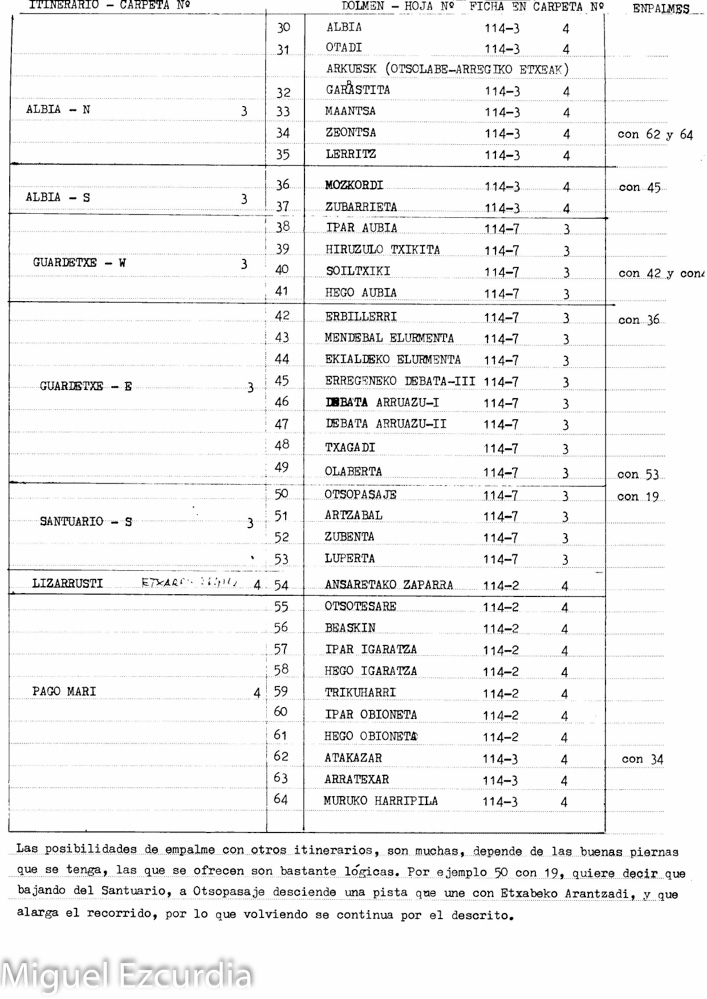 ITINERARIO - CARPETA Nº DOLMEN - HOJA Nº FICHA EN CARPETA Nº ENPALMES
30 ALBIA 114-3 4
31 OTADI 114-3 4
ARKUESK (OTSOLABE-ARREGIKO ETXEAK)
32 GARASTITA 114-3 4
ALBIA - N 3 33 MAANTSA 114-3 4
34 ZEONTSA 114-3 4 con 62 y 64
35 LERRITZ 114-3 4
36 MOZKORDI 114-3 4 con 45
ALBIA - S 3 37 ZUBARRIETA 114-3 4
38 IPAR AUBIA 114-7 3
39 HIRUZULO TXIKITA 114-7 3
GUARDETXE - W 3 40 SOILTXIKI 114-7 3 con 42 y con
41 HEGO AUBIA 114-7 3
42 ERBILLERRI 114-7 3 con 36
43 MENDEBAL ELURMENTA 114-7 3
44 EKIALDEKO ELURMENTA 114-7 3
GUARDETXE - E 3 45 ERREGENEKO DEBATA-III 114-7 3
46 DEBATA ARRUAZU-I 114-7 3
47 DEBATA ARRUAZU-II 114-7 3
48 TXAGADI 114-7 3
49 OLABERTA 114-7 3 con 53
50 OTSOPASAJE 114-7 3 con 19
SANTUARIO - S 3 51 ARTZABAL 114-7 3
52 ZUBENTA 114-7 3
53 LUPERTA 114-7 3
LIZARRUSTI 4 54 ANSARETAKO ZAPARRA 114-2 4
55 OTSOTESARE 114-2 4
56 BEASKIN 114-2 4
57 IPAR IGARATZA 114-2 4
58 HEGO IGARATZA 114-2 4
PAGO MARI 4 59 TRIKUHARRI 114-2 4
60 IPAR OBIONETA 114-2 4
61 HEGO OBIONETA 114-2 4
62 ATAKAZAR 114-3 4 con 34
63 ARRATEXAR 114-3 4
64 MURUKO HARRIPILA 114-3 4
Las posibilidades de empalme con otros itinerarios, son muchas, depende de las buenas piernas
que se tenga, las que se ofrecen son bastante lógicas. Por ejemplo 50 con 19, quiere decir que
bajando del Santuario, a Otsopasaje desciende una pista que une con Etxabeko Arantzadi, y que
alarga el recorrido, por lo que volviendo se continua por el descrito.
Miguel Ezcurdia